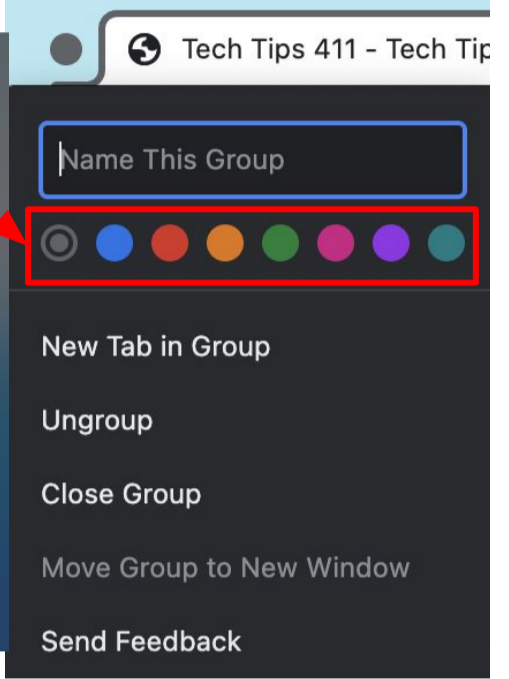 Tech Tips 411 - Tech Tip
Name This Group
New Tab in Group
Ungroup
Close Group
Move Group to New Window
Send Feedback